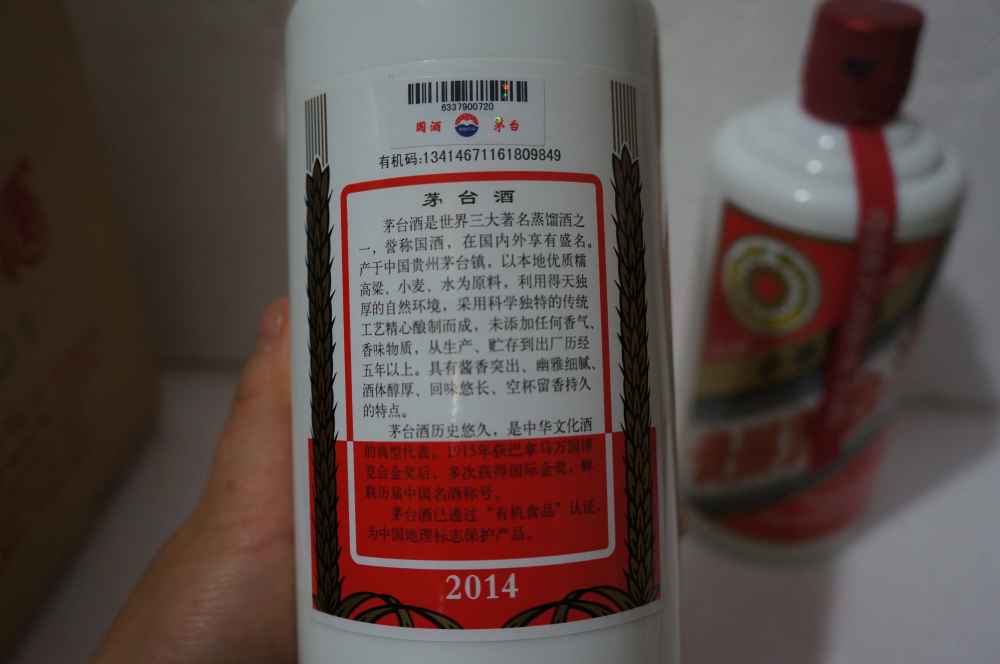 6337900720
国酒 茅台
有机码:13414671161809849
茅台酒
茅台酒是世界三大著名蒸馏酒之
一，誉称国酒，在国内外享有盛名。
产于中国贵州茅台镇，以本地优质糯
高粱、小麦、水为原料，利用得天独
厚的自然环境，采用科学独特的传统
工艺精心酿制而成，未添加任何香气、
香味物质，从生产、贮存到出厂历经
五年以上。具有酱香突出、幽雅细腻、
酒体醇厚、回味悠长、空杯留香持久
的特点。
茅台酒历史悠久，是中华文化酒
的典型代表。1915年获巴拿马万国博
览会金奖后，多次获得国际金奖，蝉
联历届中国名酒称号。
茅台酒已通过“有机食品”认证，
为中国地理标志保护产品。
2014